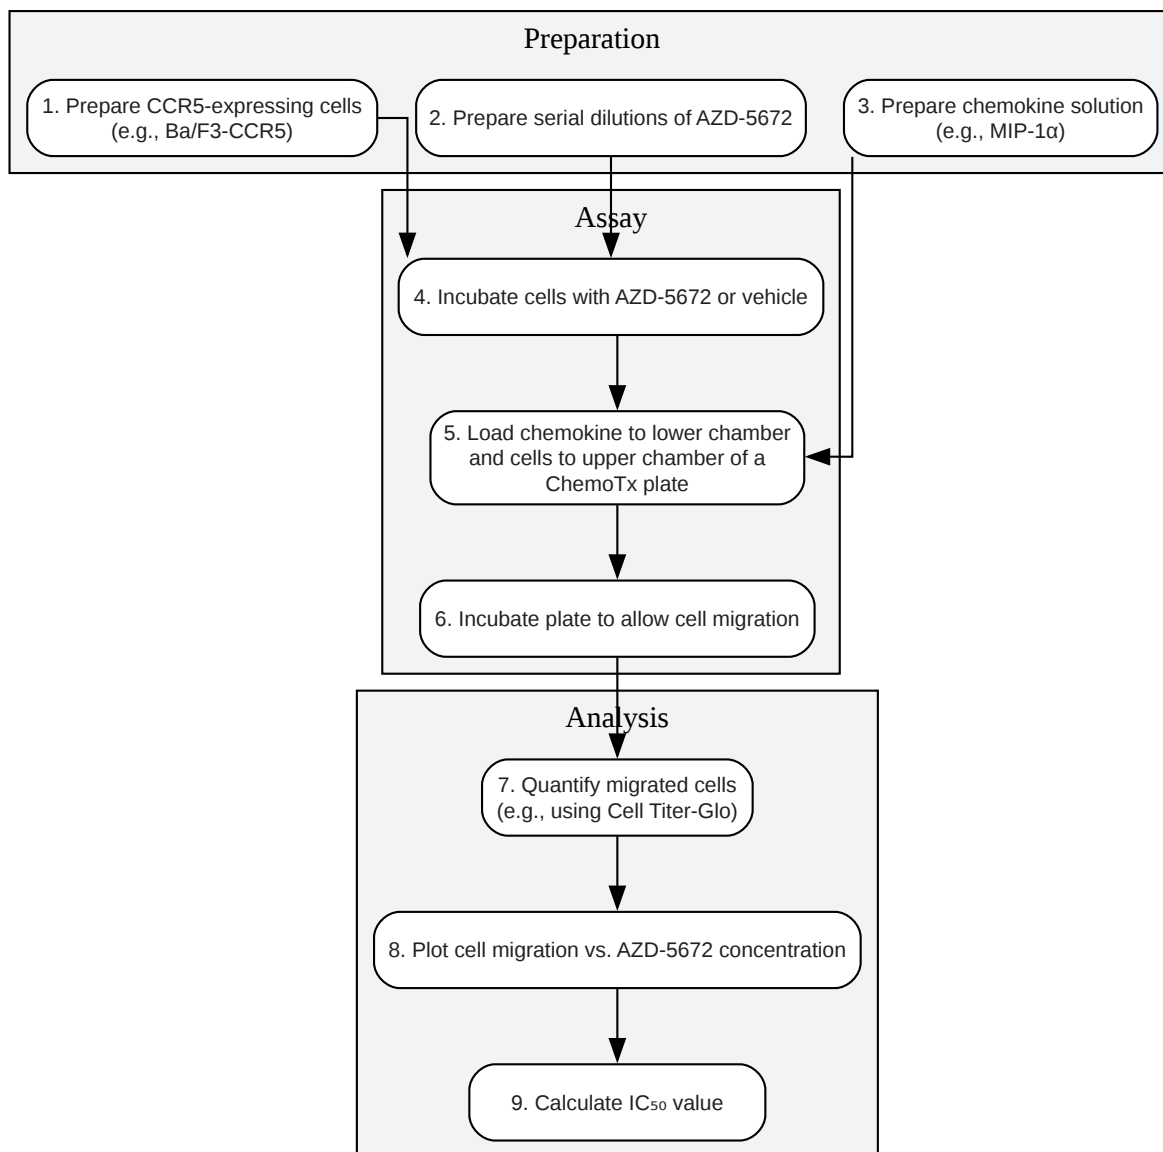 Preparation
1. Prepare CCR5-expressing cells
(e.g., Ba/F3-CCR5)
2. Prepare serial dilutions of AZD-5672
3. Prepare chemokine solution
(e.g., MIP-1α)
Assay
4. Incubate cells with AZD-5672 or vehicle
5. Load chemokine to lower chamber
and cells to upper chamber of a
ChemoTx plate
6. Incubate plate to allow cell migration
Analysis
7. Quantify migrated cells
(e.g., using Cell Titer-Glo)
8. Plot cell migration vs. AZD-5672 concentration
9. Calculate IC₅₀ value